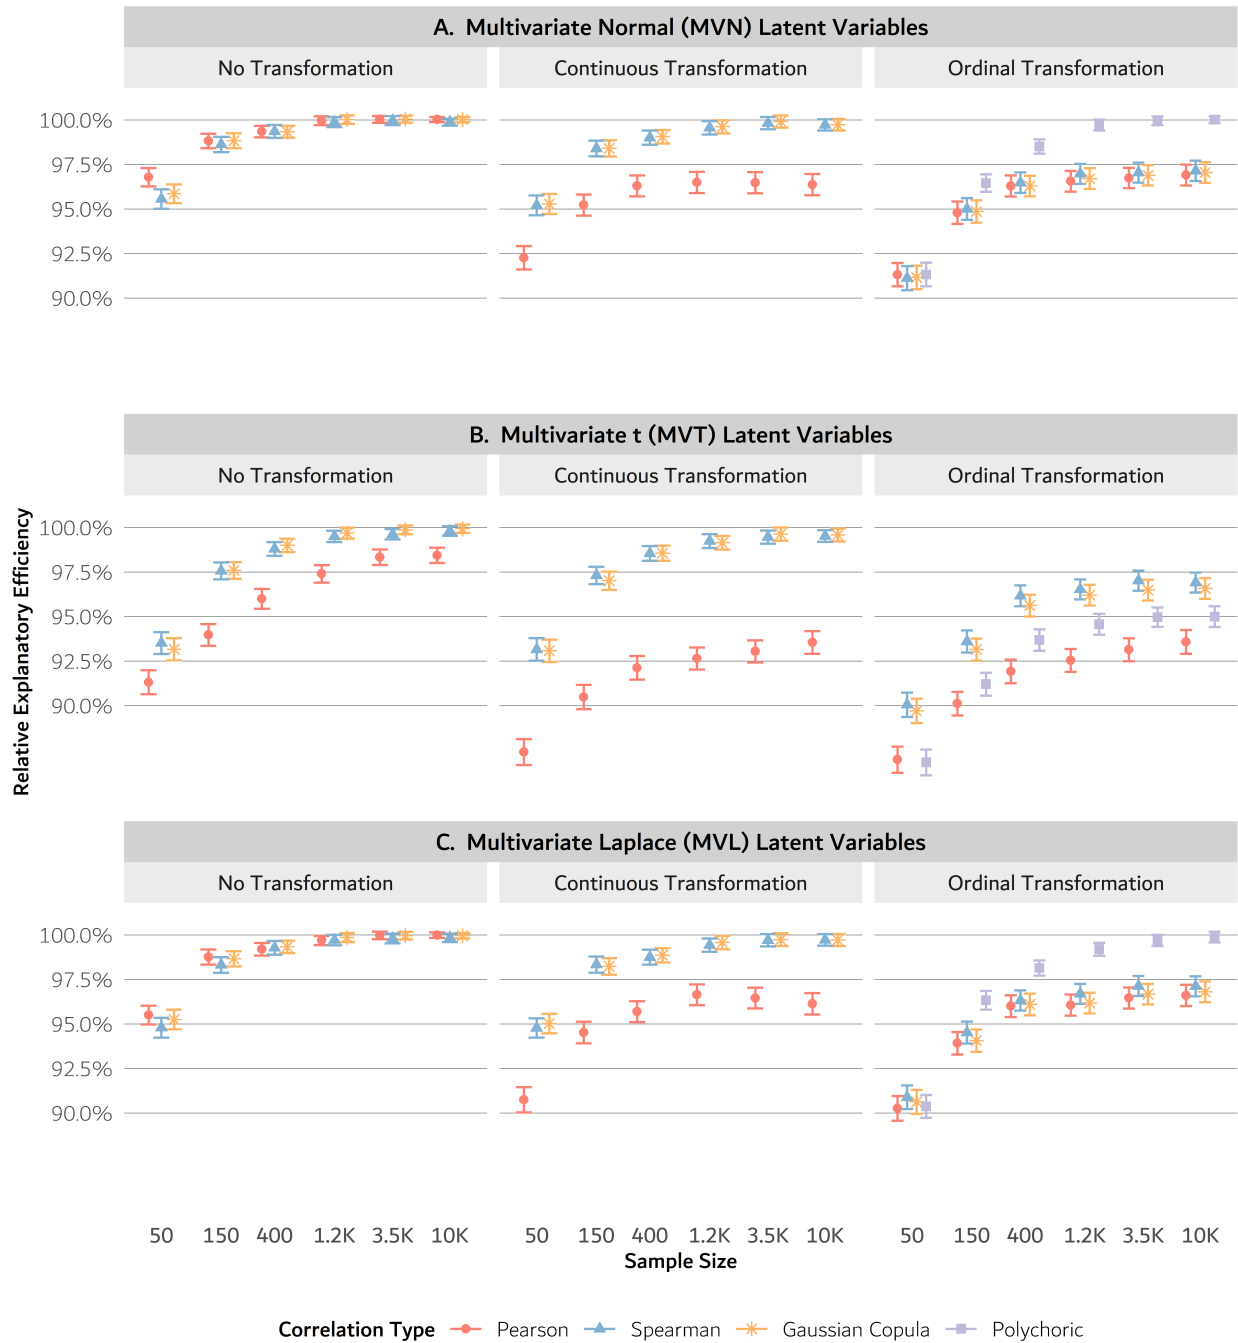 A. Multivariate Normal (MVN) Latent Variables
No Transformation Continuous Transformation Ordinal Transformation
100.0%
97.5%
95.0%
92.5%
90.0%
B. Multivariate t (MVT) Latent Variables
No Transformation Continuous Transformation Ordinal Transformation
Relative Explanatory Efficiency
100.0%
97.5%
95.0%
92.5%
90.0%
C. Multivariate Laplace (MVL) Latent Variables
No Transformation Continuous Transformation Ordinal Transformation
100.0%
97.5%
95.0%
92.5%
90.0%
50 150 400 1.2K 3.5K 10K 50 150 400 1.2K 3.5K 10K 50 150 400 1.2K 3.5K 10K
Sample Size
Correlation Type Pearson Spearman Gaussian Copula Polychoric